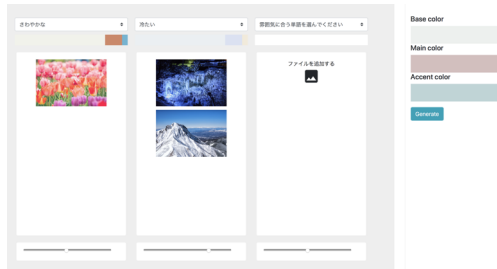 さわやかな
冷たい
雰囲気に合う単語を選んでください
ファイルを追加する
Base color
Main color
Accent color
Generate